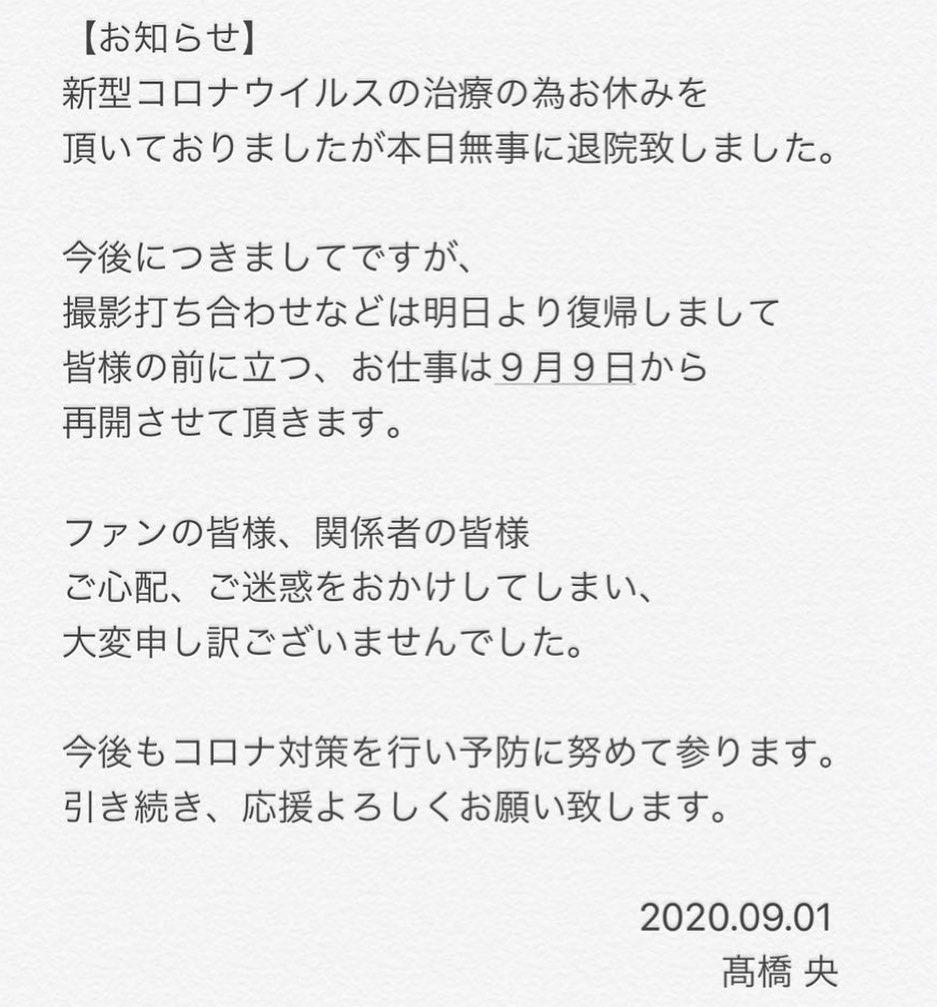 【お知らせ】
新型コロナウイルスの治療の為お休みを
頂いておりましたが本日無事に退院致しました。
今後につきましてですが、
撮影打ち合わせなどは明日より復帰しまして
皆様の前に立つ、お仕事は９月９日から
再開させて頂きます。
ファンの皆様、関係者の皆様
ご心配、ご迷惑をおかけしてしまい、
大変申し訳ございませんでした。
今後もコロナ対策を行い予防に努めて参ります。
引き続き、応援よろしくお願い致します。
2020.09.01
髙橋 央